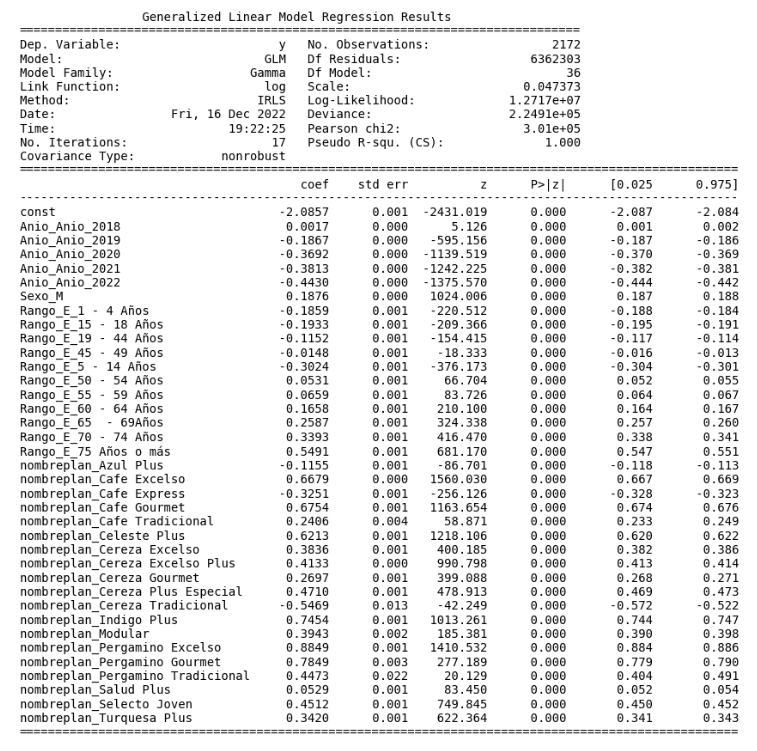 Generalized Linear Model Regression Results
==============================================================================
Dep. Variable: y No. Observations: 2172
Model: GLM Df Residuals: 6362303
Model Family: Gamma Df Model: 36
Link Function: log Scale: 0.047373
Method: IRLS Log-Likelihood: 1.2717e+07
Date: Fri, 16 Dec 2022 Deviance: 2.2491e+05
Time: 19:22:25 Pearson chi2: 3.01e+05
No. Iterations: 17 Pseudo R-squ. (CS): 1.000
Covariance Type: nonrobust
==============================================================================
coef std err z P>|z| [0.025 0.975]
------------------------------------------------------------------------------
const -2.0857 0.001 -2431.019 0.000 -2.087 -2.084
Anio_Anio_2018 0.0017 0.000 5.126 0.000 0.001 0.002
Anio_Anio_2019 -0.1867 0.000 -595.156 0.000 -0.187 -0.186
Anio_Anio_2020 -0.3692 0.000 -1139.519 0.000 -0.370 -0.369
Anio_Anio_2021 -0.3813 0.000 -1242.225 0.000 -0.382 -0.381
Anio_Anio_2022 -0.4430 0.000 -1375.570 0.000 -0.444 -0.442
Sexo_M 0.1876 0.000 1024.006 0.000 0.187 0.188
Rango_E_1 - 4 Años -0.1859 0.001 -220.512 0.000 -0.188 -0.184
Rango_E_15 - 18 Años -0.1933 0.001 -209.366 0.000 -0.195 -0.191
Rango_E_19 - 44 Años -0.1152 0.001 -154.415 0.000 -0.117 -0.114
Rango_E_45 - 49 Años -0.0148 0.001 -18.333 0.000 -0.016 -0.013
Rango_E_5 - 14 Años -0.3024 0.001 -376.173 0.000 -0.304 -0.301
Rango_E_50 - 54 Años 0.0531 0.001 66.704 0.000 0.052 0.055
Rango_E_55 - 59 Años 0.0659 0.001 83.726 0.000 0.064 0.067
Rango_E_60 - 64 Años 0.1658 0.001 210.100 0.000 0.164 0.167
Rango_E_65  - 69Años 0.2587 0.001 324.338 0.000 0.257 0.260
Rango_E_70 - 74 Años 0.3393 0.001 416.470 0.000 0.338 0.341
Rango_E_75 Años o más 0.5491 0.001 681.170 0.000 0.547 0.551
nombreplan_Azul Plus -0.1155 0.001 -86.701 0.000 -0.118 -0.113
nombreplan_Cafe Excelso 0.6679 0.000 1560.030 0.000 0.667 0.669
nombreplan_Cafe Express -0.3251 0.001 -256.126 0.000 -0.328 -0.323
nombreplan_Cafe Gourmet 0.6754 0.001 1163.654 0.000 0.674 0.676
nombreplan_Cafe Tradicional 0.2406 0.004 58.871 0.000 0.233 0.249
nombreplan_Celeste Plus 0.6213 0.001 1218.106 0.000 0.620 0.622
nombreplan_Cereza Excelso 0.3836 0.001 400.185 0.000 0.382 0.386
nombreplan_Cereza Excelso Plus 0.4133 0.000 990.798 0.000 0.413 0.414
nombreplan_Cereza Gourmet 0.2697 0.001 399.088 0.000 0.268 0.271
nombreplan_Cereza Plus Especial 0.4710 0.001 478.913 0.000 0.469 0.473
nombreplan_Cereza Tradicional -0.5469 0.013 -42.249 0.000 -0.572 -0.522
nombreplan_Indigo Plus 0.7454 0.001 1013.261 0.000 0.744 0.747
nombreplan_Modular 0.3943 0.002 185.381 0.000 0.390 0.398
nombreplan_Pergamino Excelso 0.8849 0.001 1410.532 0.000 0.884 0.886
nombreplan_Pergamino Gourmet 0.7849 0.003 277.189 0.000 0.779 0.790
nombreplan_Pergamino Tradicional 0.4473 0.022 20.129 0.000 0.404 0.491
nombreplan_Salud Plus 0.0529 0.001 83.450 0.000 0.052 0.054
nombreplan_Selecto Joven 0.4512 0.001 749.845 0.000 0.450 0.452
nombreplan_Turquesa Plus 0.3420 0.001 622.364 0.000 0.341 0.343
==============================================================================